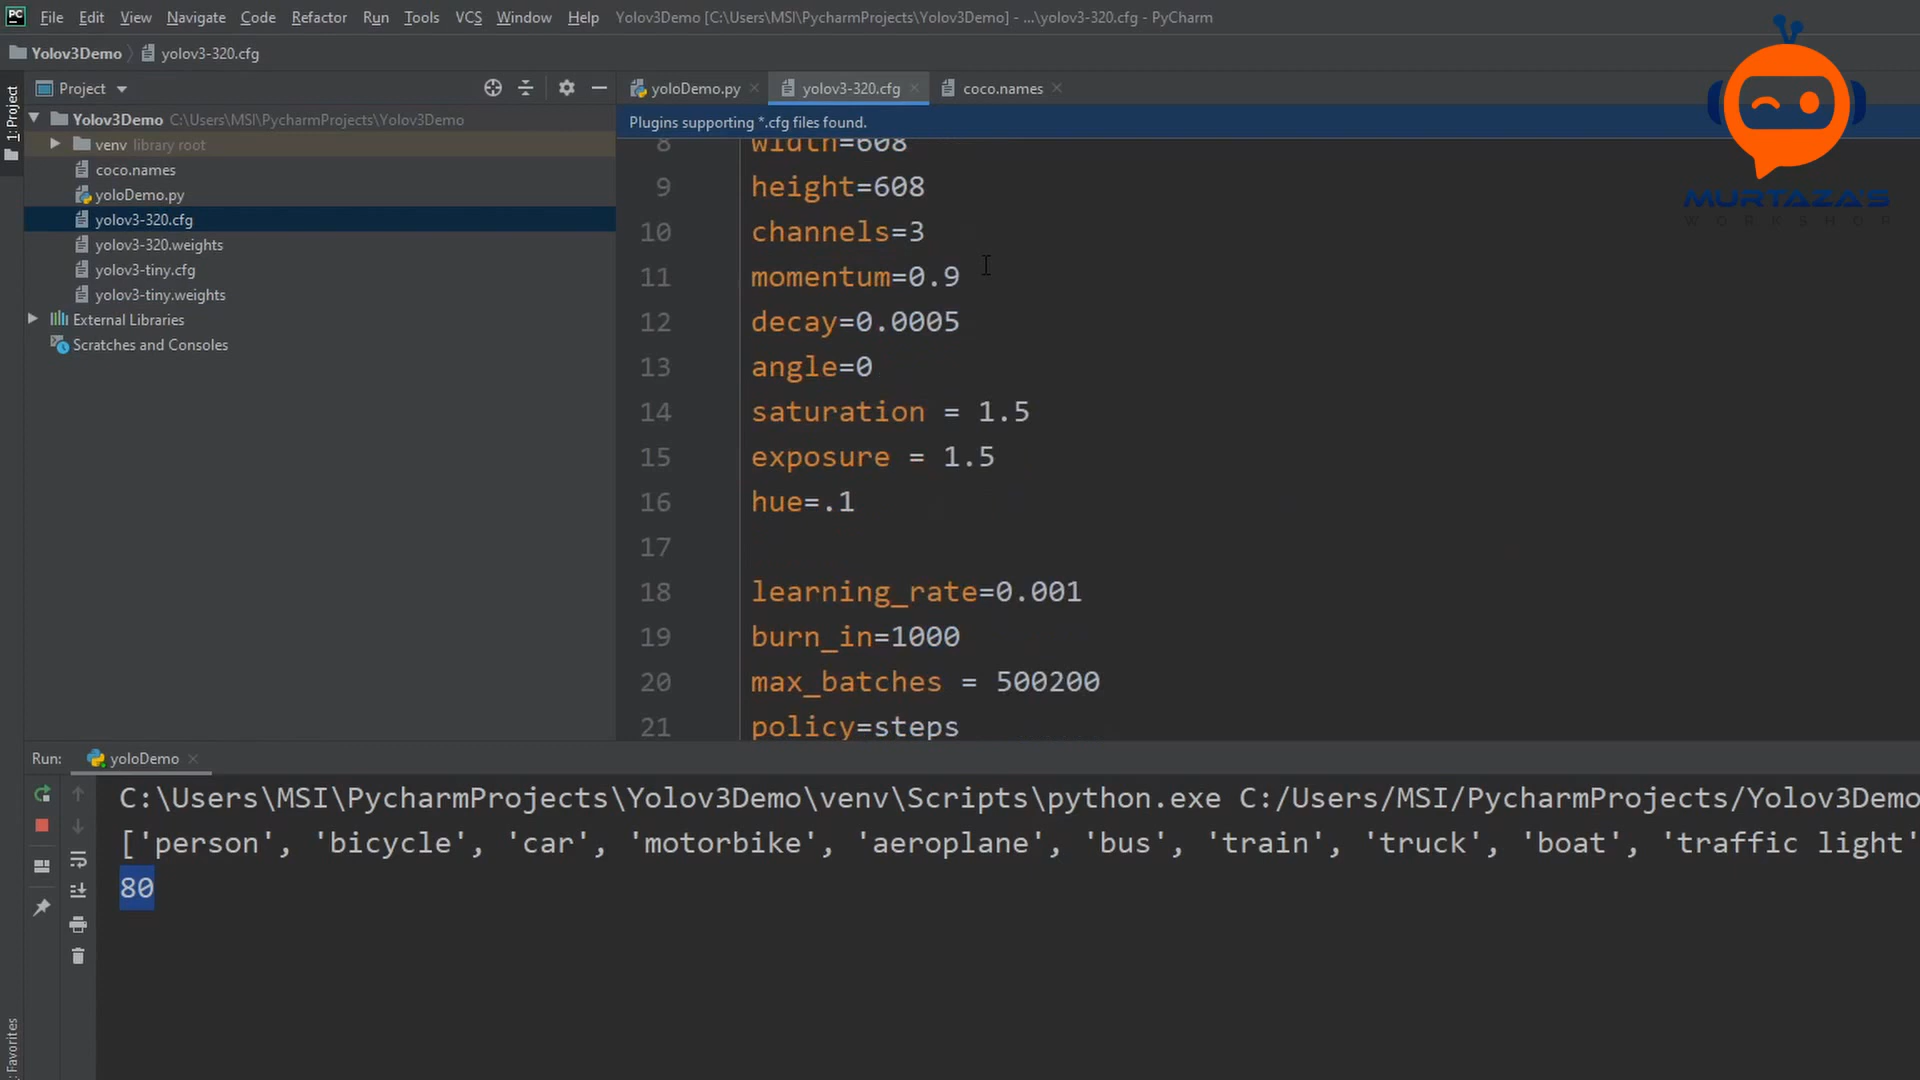 PC File Edit View Navigate Code Refactor Run Tools VCS Window Help Yolov3Demo [C:\Users\MSI\PycharmProjects\Yolov3Demo] - ...\yolov3-320.cfg - PyCharm
Yolov3Demo yolov3-320.cfg
1: Project
Project
Yolov3Demo C:\Users\MSI\PycharmProjects\Yolov3Demo
venv library root
coco.names
yoloDemo.py
yolov3-320.cfg
yolov3-320.weights
yolov3-tiny.cfg
yolov3-tiny.weights
External Libraries
Scratches and Consoles
yoloDemo.py yolov3-320.cfg coco.names
Plugins supporting *.cfg files found.
8 width=608
9 height=608
10 channels=3
11 momentum=0.9
12 decay=0.0005
13 angle=0
14 saturation = 1.5
15 exposure = 1.5
16 hue=.1
17
18 learning_rate=0.001
19 burn_in=1000
20 max_batches = 500200
21 policy=steps
MURTAZA'S
WORKSHOP
Run: yoloDemo
C:\Users\MSI\PycharmProjects\Yolov3Demo\venv\Scripts\python.exe C:/Users/MSI/PycharmProjects/Yolov3Demo
['person', 'bicycle', 'car', 'motorbike', 'aeroplane', 'bus', 'train', 'truck', 'boat', 'traffic light'
80
Favorites